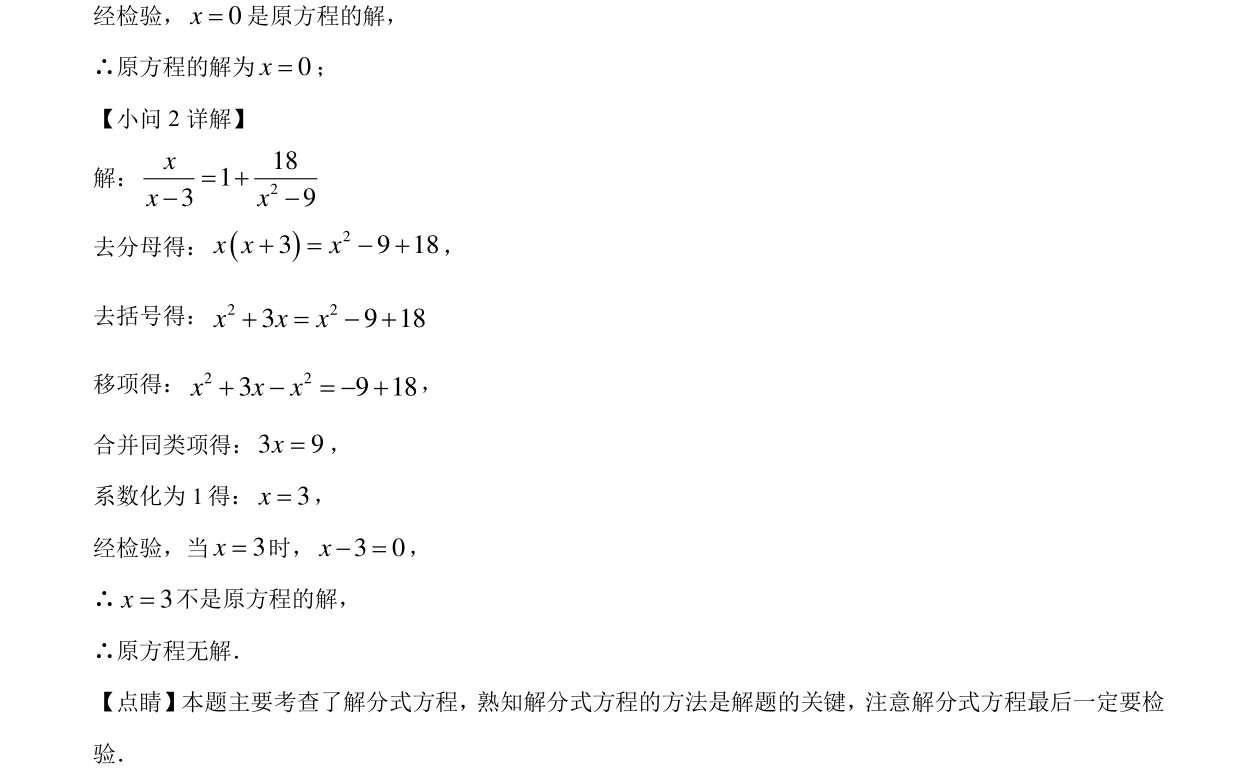 经检验，x = 0 是原方程的解，
∴原方程的解为 x = 0；
【小问 2 详解】
解：\frac{x}{x-3}=1+\frac{18}{x^2-9}
去分母得：x(x+3) = x² − 9 + 18，
去括号得：x² + 3x = x² − 9 + 18
移项得：x² + 3x − x² = −9 + 18，
合并同类项得：3x = 9，
系数化为 1 得：x = 3，
经检验，当 x = 3 时，x − 3 = 0，
∴ x = 3 不是原方程的解，
∴原方程无解．
【点睛】本题主要考查了解分式方程，熟知解分式方程的方法是解题的关键，注意解分式方程最后一定要检
验．